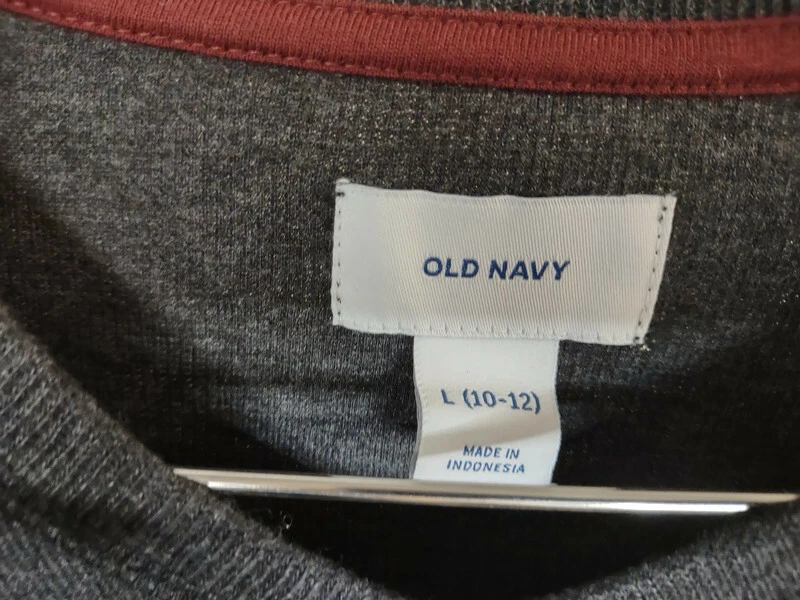 OLD NAVY
L (10-12)
MADE IN
INDONESIA